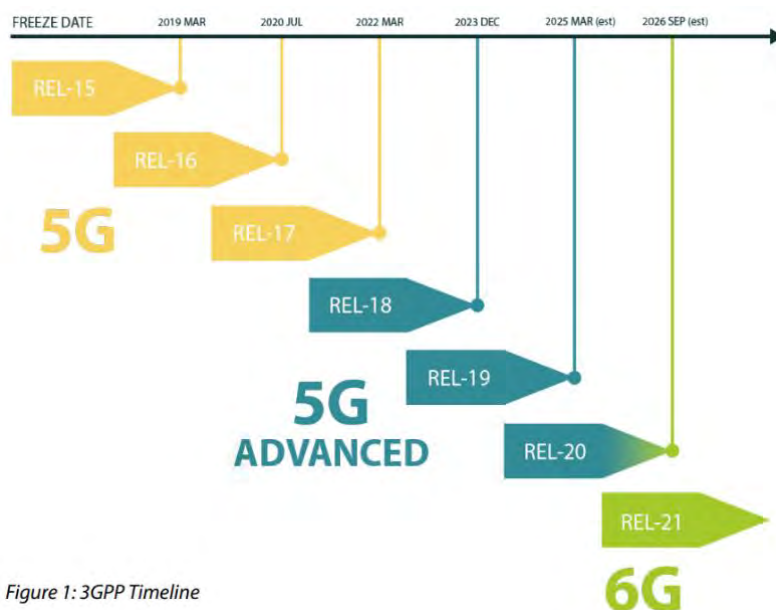 FREEZE DATE 2019 MAR 2020 JUL 2022 MAR 2023 DEC 2025 MAR (est) 2026 SEP (est)
REL-15
REL-16
5G
REL-17
REL-18
REL-19
5G
ADVANCED
REL-20
REL-21
6G
Figure 1: 3GPP Timeline